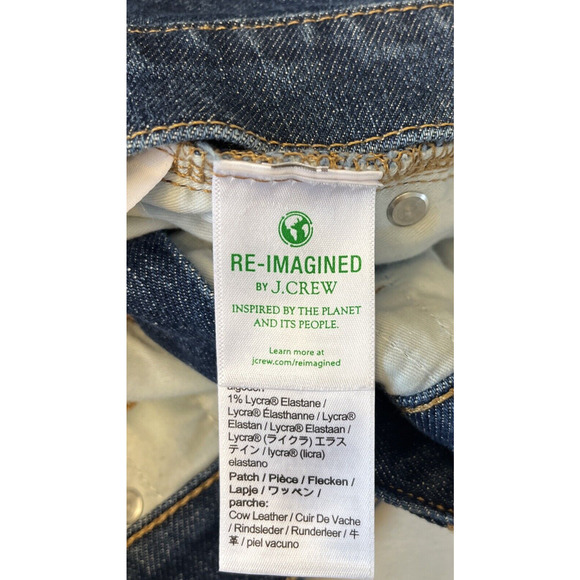 RE-IMAGINED
BY J.CREW
INSPIRED BY THE PLANET
AND ITS PEOPLE.
Learn more at
jcrew.com/reimagined
algodón
1% Lycra® Elastane /
Lycra® Élasthanne / Lycra®
Elastan / Lycra® Elastaan /
Lycra® (ライクラ) エラス
テイン / lycra® (licra)
elastano
Patch / Pièce / Flecken /
Lapje / ワッペン /
parche:
Cow Leather / Cuir De Vache
/ Rindsleder / Runderleer / 牛
革 / piel vacuno